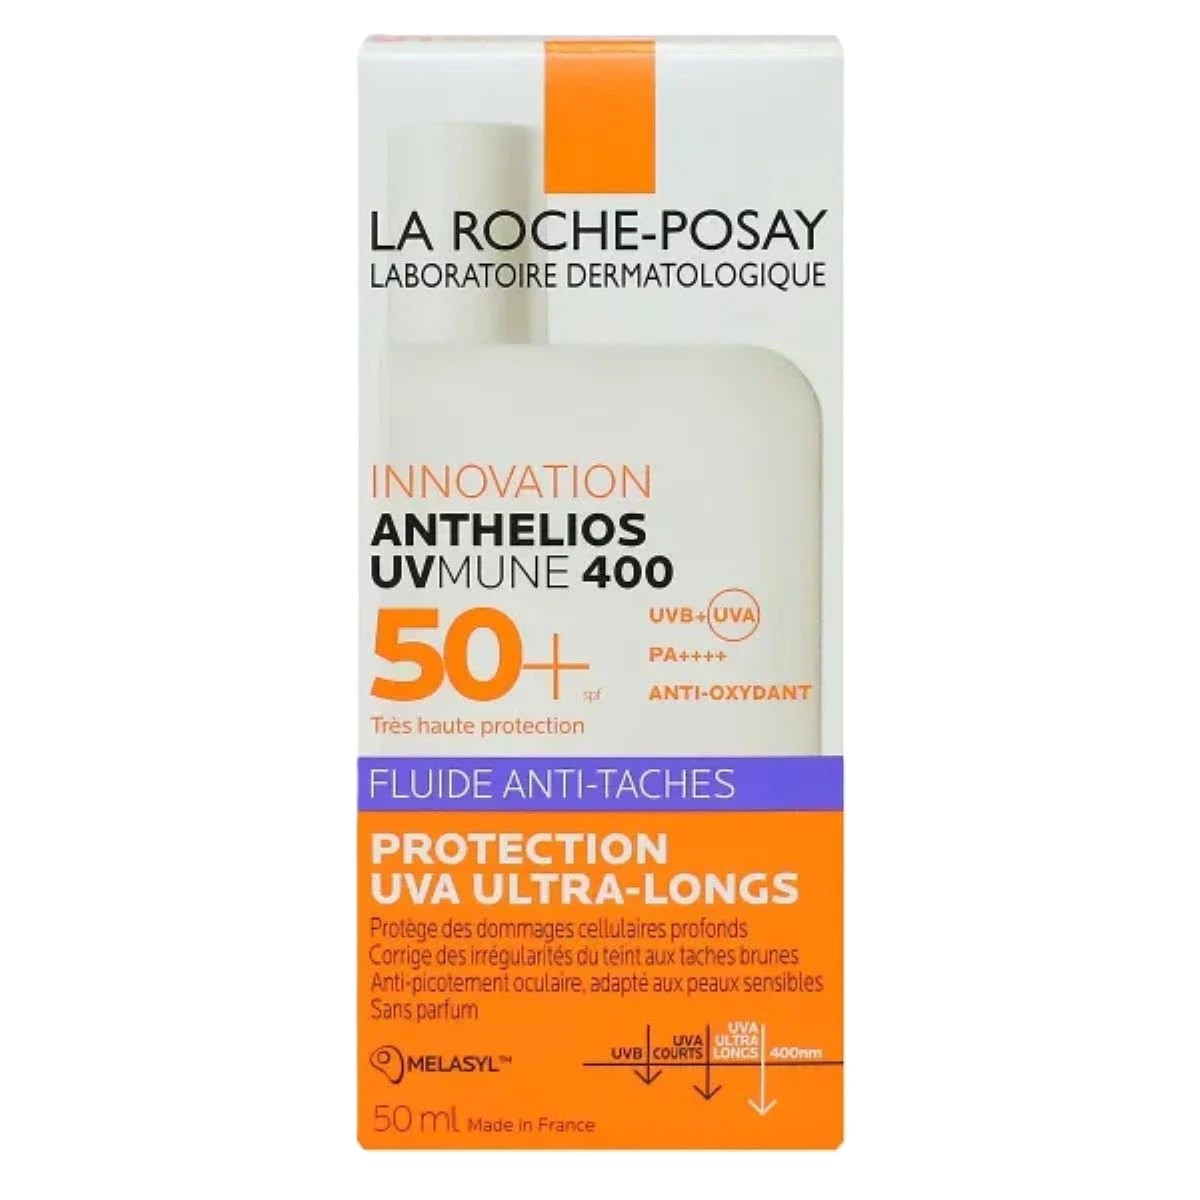 LA ROCHE-POSAY
LABORATOIRE DERMATOLOGIQUE
INNOVATION
ANTHELIOS
UVMUNE 400
50+ spf
Très haute protection
UVB+UVA
PA++++
ANTI-OXYDANT
FLUIDE ANTI-TACHES
PROTECTION
UVA ULTRA-LONGS
Protège des dommages cellulaires profonds
Corrige des irrégularités du teint aux taches brunes
Anti-picotement oculaire, adapté aux peaux sensibles
Sans parfum
MELASYL™
UVB
UVA
COURTS
UVA
ULTRA
LONGS
400nm
50 ml Made in France